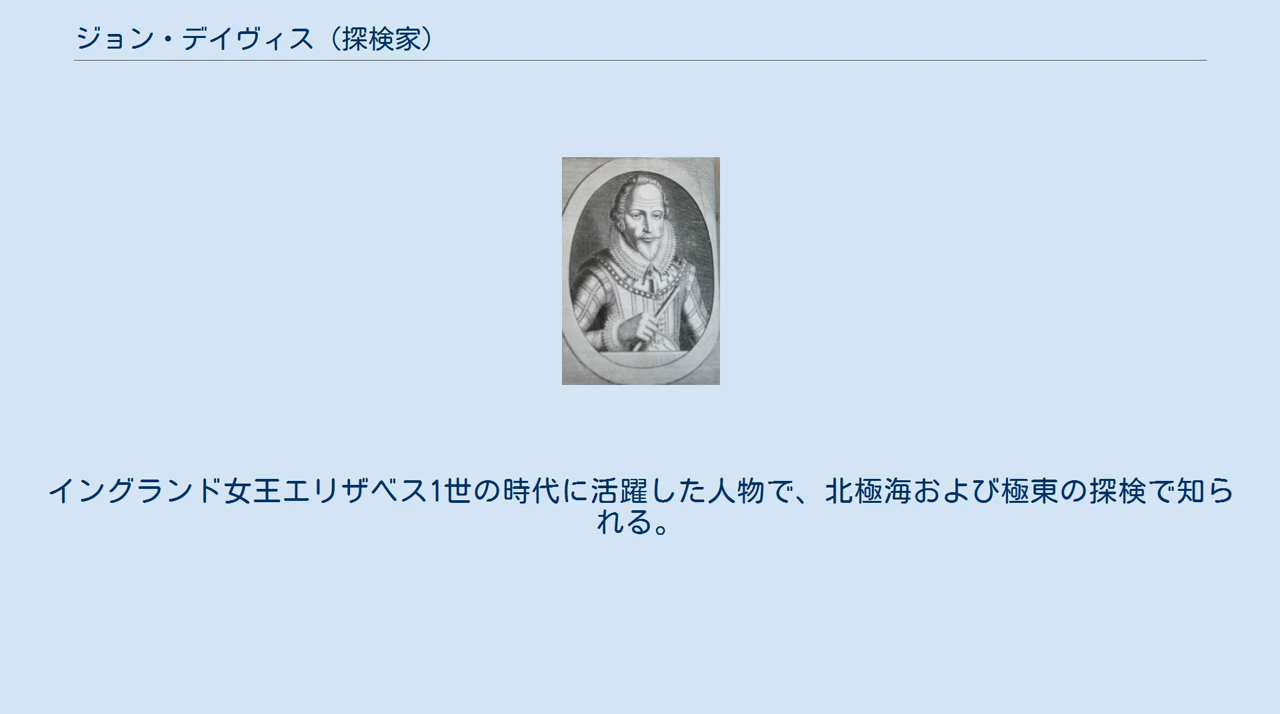 ジョン・デイヴィス（探検家）
イングランド女王エリザベス1世の時代に活躍した人物で、北極海および極東の探検で知ら
れる。